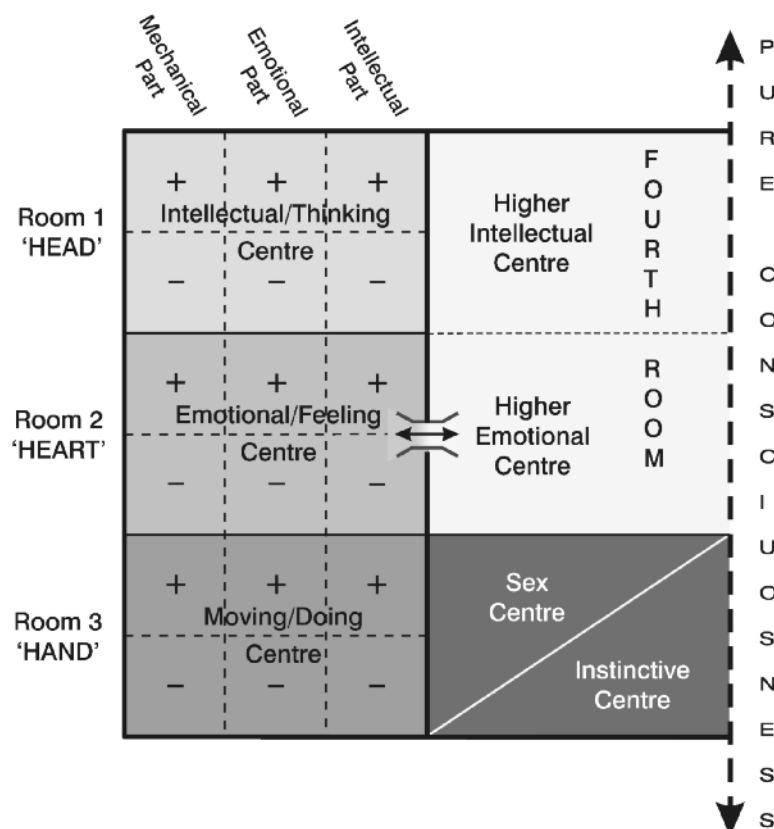 Mechanical
Part
Emotional
Part
Intellectual
Part
Room 1
'HEAD'
+ + +
Intellectual/Thinking
Centre
– – –
Higher
Intellectual
Centre
FOURTH ROOM
Room 2
'HEART'
+ + +
Emotional/Feeling
Centre
– – –
Higher
Emotional
Centre
Room 3
'HAND'
+ + +
Moving/Doing
Centre
– – –
Sex
Centre
Instinctive
Centre
PURE CONSCIUOSNESS